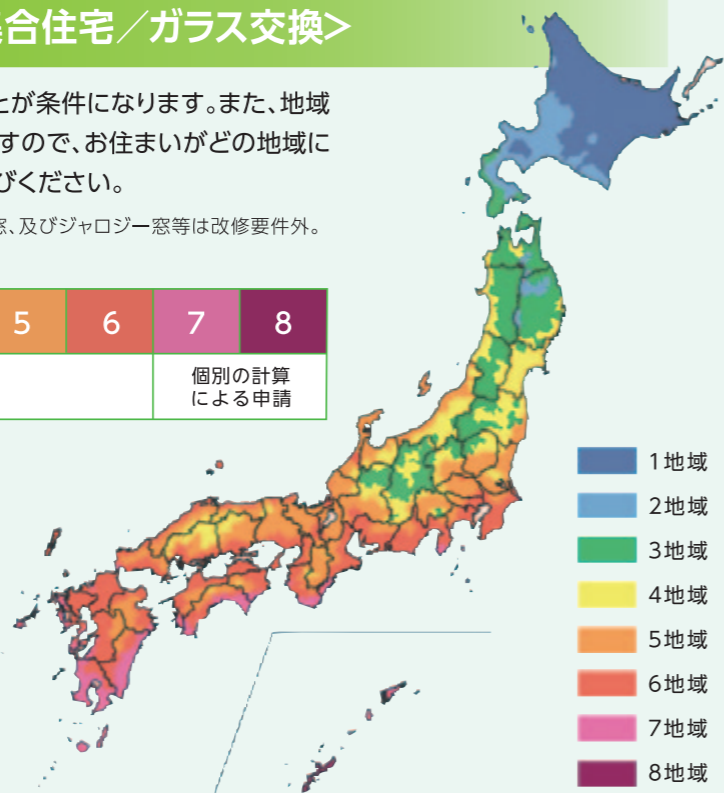 集合住宅／ガラス交換>
とが条件になります。また、地域
すので、お住まいがどの地域に
びください。
窓、及びジャロジー窓等は改修要件外。
5 6 7 8
個別の計算
による申請
1地域
2地域
3地域
4地域
5地域
6地域
7地域
8地域